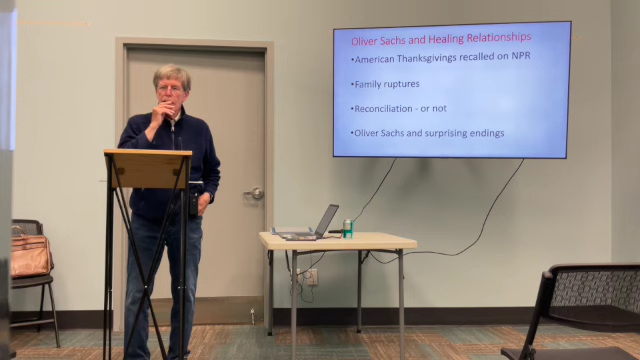 Oliver Sachs and Healing Relationships
•American Thanksgivings recalled on NPR
•Family ruptures
•Reconciliation - or not
•Oliver Sachs and surprising endings